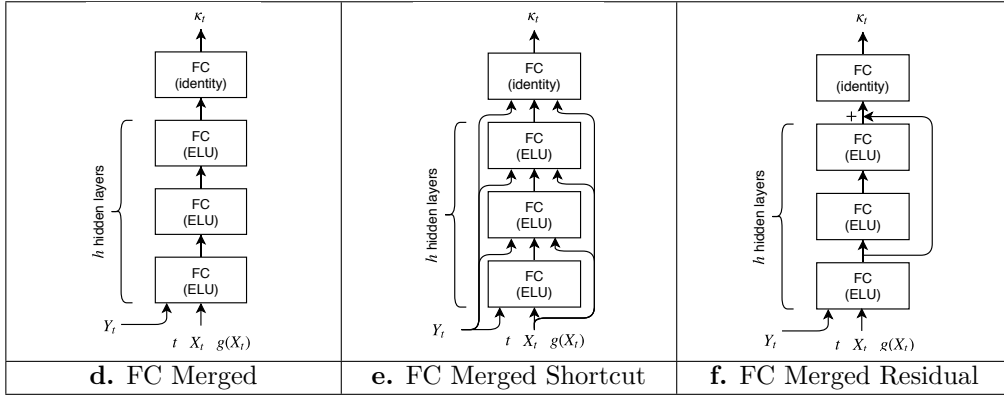 κₜ
FC
(identity)
FC
(ELU)
FC
(ELU)
FC
(ELU)
h hidden layers
Yₜ
t Xₜ g(Xₜ)
d. FC Merged
κₜ
FC
(identity)
FC
(ELU)
FC
(ELU)
FC
(ELU)
h hidden layers
Yₜ
t Xₜ g(Xₜ)
e. FC Merged Shortcut
κₜ
FC
(identity)
+
FC
(ELU)
FC
(ELU)
FC
(ELU)
h hidden layers
Yₜ
t Xₜ g(Xₜ)
f. FC Merged Residual